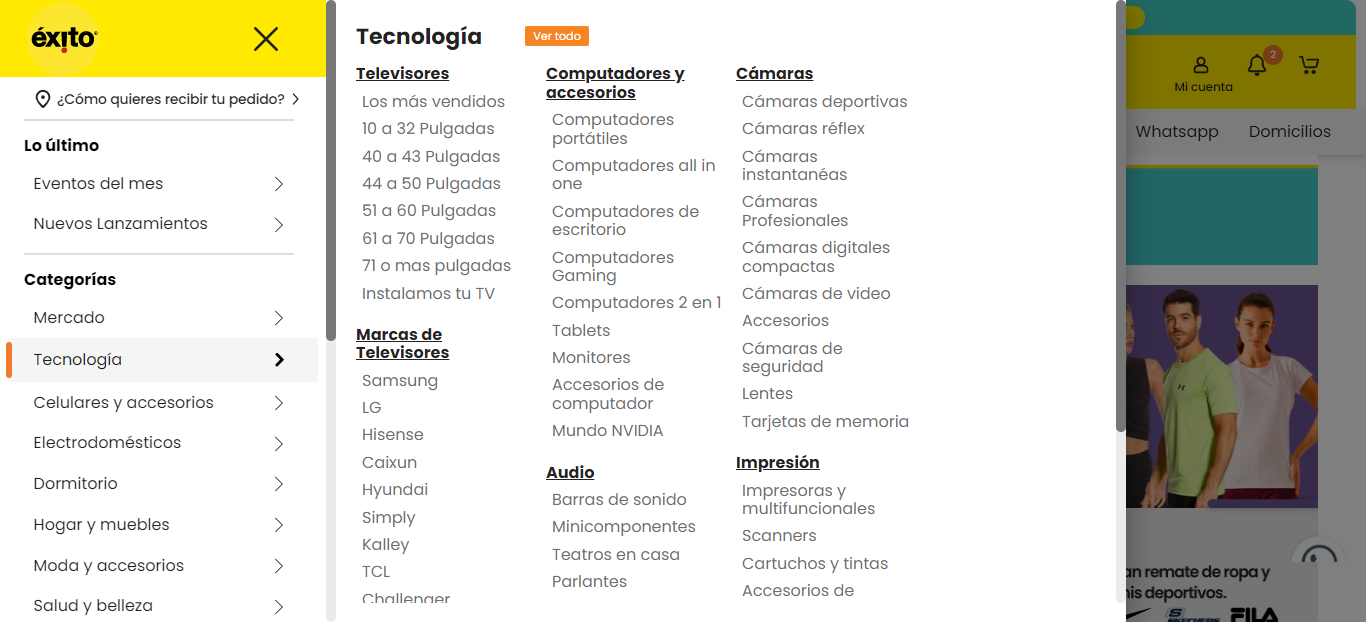 éxito
¿Cómo quieres recibir tu pedido?
Lo último
Eventos del mes
Nuevos Lanzamientos
Categorías
Mercado
Tecnología
Celulares y accesorios
Electrodomésticos
Dormitorio
Hogar y muebles
Moda y accesorios
Salud y belleza
Tecnología
Ver todo
Televisores
Los más vendidos
10 a 32 Pulgadas
40 a 43 Pulgadas
44 a 50 Pulgadas
51 a 60 Pulgadas
61 a 70 Pulgadas
71 o mas pulgadas
Instalamos tu TV
Marcas de
Televisores
Samsung
LG
Hisense
Caixun
Hyundai
Simply
Kalley
TCL
Challenger
Computadores y
accesorios
Computadores
portátiles
Computadores all in
one
Computadores de
escritorio
Computadores
Gaming
Computadores 2 en 1
Tablets
Monitores
Accesorios de
computador
Mundo NVIDIA
Audio
Barras de sonido
Minicomponentes
Teatros en casa
Parlantes
Cámaras
Cámaras deportivas
Cámaras réflex
Cámaras
instantanéas
Cámaras
Profesionales
Cámaras digitales
compactas
Cámaras de video
Accesorios
Cámaras de
seguridad
Lentes
Tarjetas de memoria
Impresión
Impresoras y
multifuncionales
Scanners
Cartuchos y tintas
Accesorios de
2
Mi cuenta
Whatsapp
Domicilios
an remate de ropa y
nis deportivos.
SKECHERS
FILA